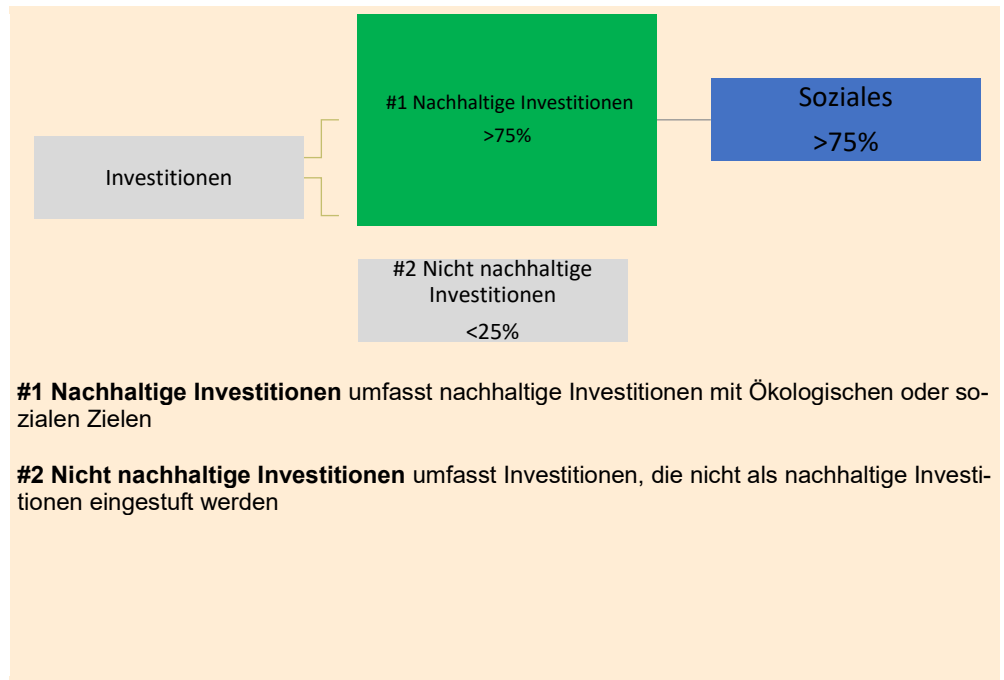 #1 Nachhaltige Investitionen
>75%
Soziales
>75%
Investitionen
#2 Nicht nachhaltige
Investitionen
<25%
#1 Nachhaltige Investitionen umfasst nachhaltige Investitionen mit Ökologischen oder so-
zialen Zielen
#2 Nicht nachhaltige Investitionen umfasst Investitionen, die nicht als nachhaltige Investi-
tionen eingestuft werden